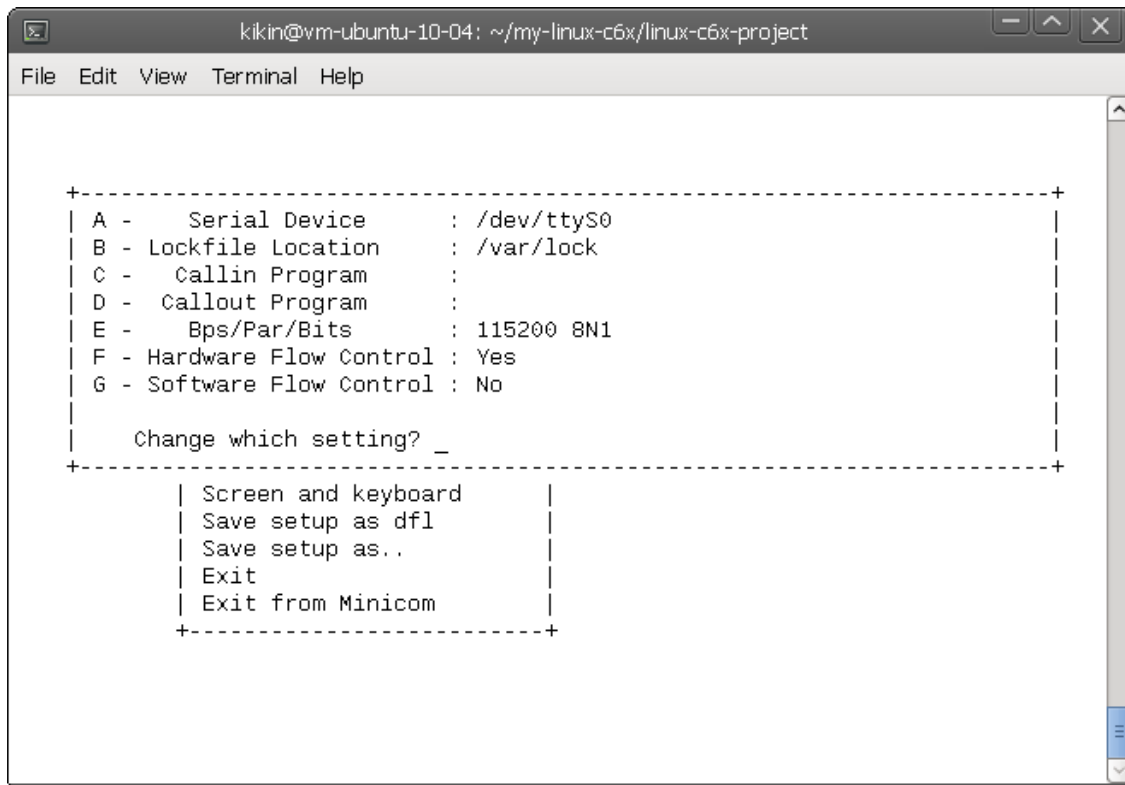 kikin@vm-ubuntu-10-04: ~/my-linux-c6x/linux-c6x-project
File Edit View Terminal Help
+-----------------------------------------------------------------------+
| A -    Serial Device      : /dev/ttyS0                                |
| B - Lockfile Location     : /var/lock                                 |
| C -   Callin Program      :                                           |
| D -  Callout Program      :                                           |
| E -    Bps/Par/Bits       : 115200 8N1                                |
| F - Hardware Flow Control : Yes                                       |
| G - Software Flow Control : No                                        |
|                                                                       |
|    Change which setting? _                                            |
+-----------------------------------------------------------------------+
        | Screen and keyboard      |
        | Save setup as dfl        |
        | Save setup as..          |
        | Exit                     |
        | Exit from Minicom        |
        +--------------------------+